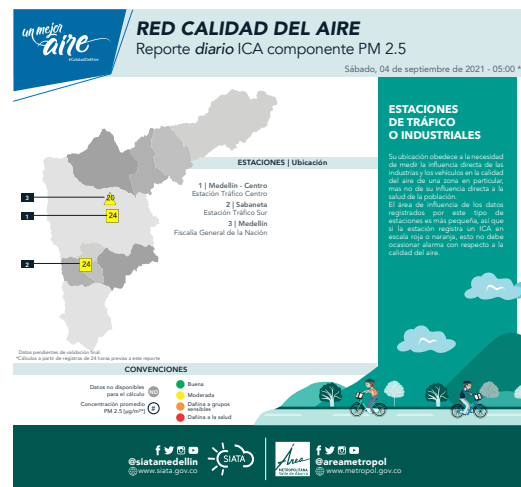 un mejor
aire
#CalidadDelAire
RED CALIDAD DEL AIRE
Reporte diario ICA componente PM 2.5
Sábado, 04 de septiembre de 2021 - 05:00 *
ESTACIONES | Ubicación
1 | Medellín - Centro
Estación Tráfico Centro
2 | Sabaneta
Estación Tráfico Sur
3 | Medellín
Fiscalía General de la Nación
3
20
1
24
2
24
ESTACIONES
DE TRÁFICO
O INDUSTRIALES
Su ubicación obedece a la necesidad
de medir la influencia directa de las
industrias y los vehículos en la calidad
del aire de una zona en particular,
mas no de su influencia directa a la
salud de la población.
El área de influencia de los datos
registrados por este tipo de
estaciones es más pequeña, así que
si la estación registra un ICA en
escala roja o naranja, esto no debe
ocasionar alarma con respecto a la
calidad del aire.
Datos pendientes de validación final.
*Cálculos a partir de registros de 24 horas previas a este reporte
CONVENCIONES
Datos no disponibles
para el cálculo
ND
Concentración promedio
PM 2.5 [µg/m³*]
#
Buena
Moderada
Dañina a grupos
sensibles
Dañina a la salud
@siatamedellin
www.siata.gov.co
SIATA
Área
METROPOLITANA
Valle de Aburrá
@areametropol
www.metropol.gov.co